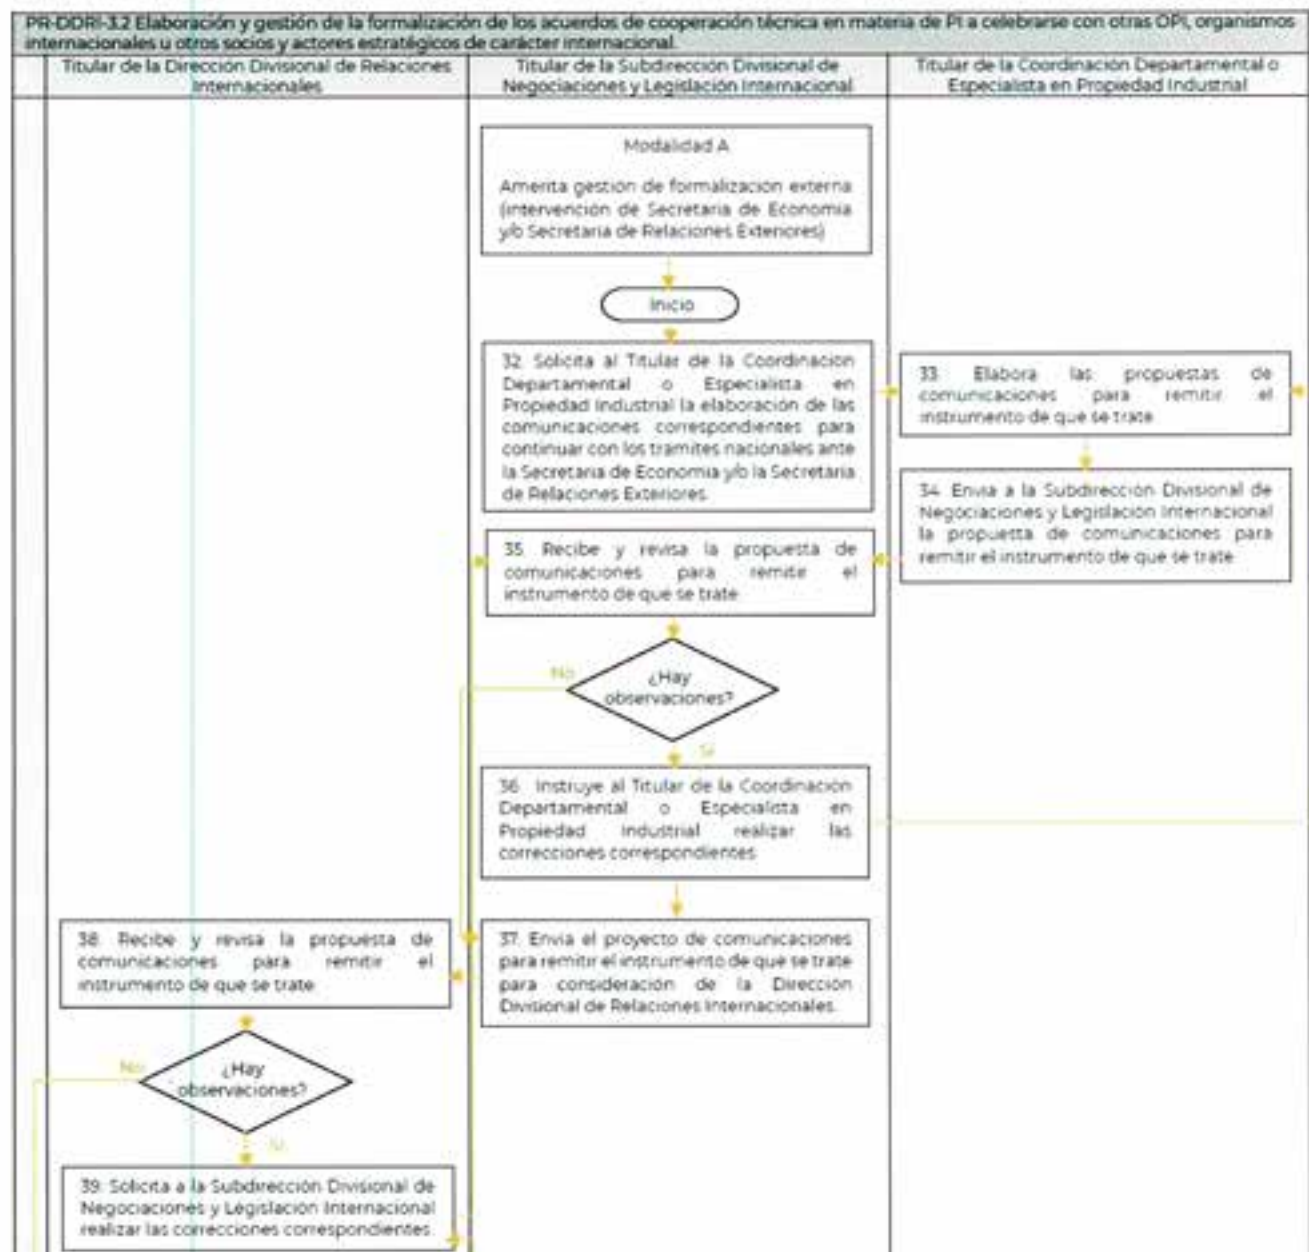 PR-DDRI-3.2 Elaboración y gestión de la formalización de los acuerdos de cooperación técnica en materia de PI a celebrarse con otras OPI, organismos
internacionales u otros socios y actores estratégicos de carácter internacional.
Titular de la Dirección Divisional de Relaciones
Internacionales
Titular de la Subdirección Divisional de
Negociaciones y Legislación Internacional
Titular de la Coordinación Departamental o
Especialista en Propiedad Industrial
Modalidad A
Amerita gestión de formalización externa
(intervención de Secretaria de Economia
y/o Secretaria de Relaciones Exteriores)
Inicio
32. Solicita al Titular de la Coordinación
Departamental o Especialista en
Propiedad Industrial la elaboración de las
comunicaciones correspondientes para
continuar con los tramites nacionales ante
la Secretaria de Economia y/o la Secretaria
de Relaciones Exteriores.
33. Elabora las propuestas de
comunicaciones para remitir el
instrumento de que se trate
34. Envia a la Subdirección Divisional de
Negociaciones y Legislación Internacional
la propuesta de comunicaciones para
remitir el instrumento de que se trate
35. Recibe y revisa la propuesta de
comunicaciones para remitir el
instrumento de que se trate
¿Hay
observaciones?
No
Si
36. Instruye al Titular de la Coordinación
Departamental o Especialista en
Propiedad Industrial realizar las
correcciones correspondientes
37. Envia el proyecto de comunicaciones
para remitir el instrumento de que se trate
para consideración de la Dirección
Divisional de Relaciones Internacionales.
38. Recibe y revisa la propuesta de
comunicaciones para remitir el
instrumento de que se trate
¿Hay
observaciones?
No
Si
39. Solicita a la Subdirección Divisional de
Negociaciones y Legislación Internacional
realizar las correcciones correspondientes.